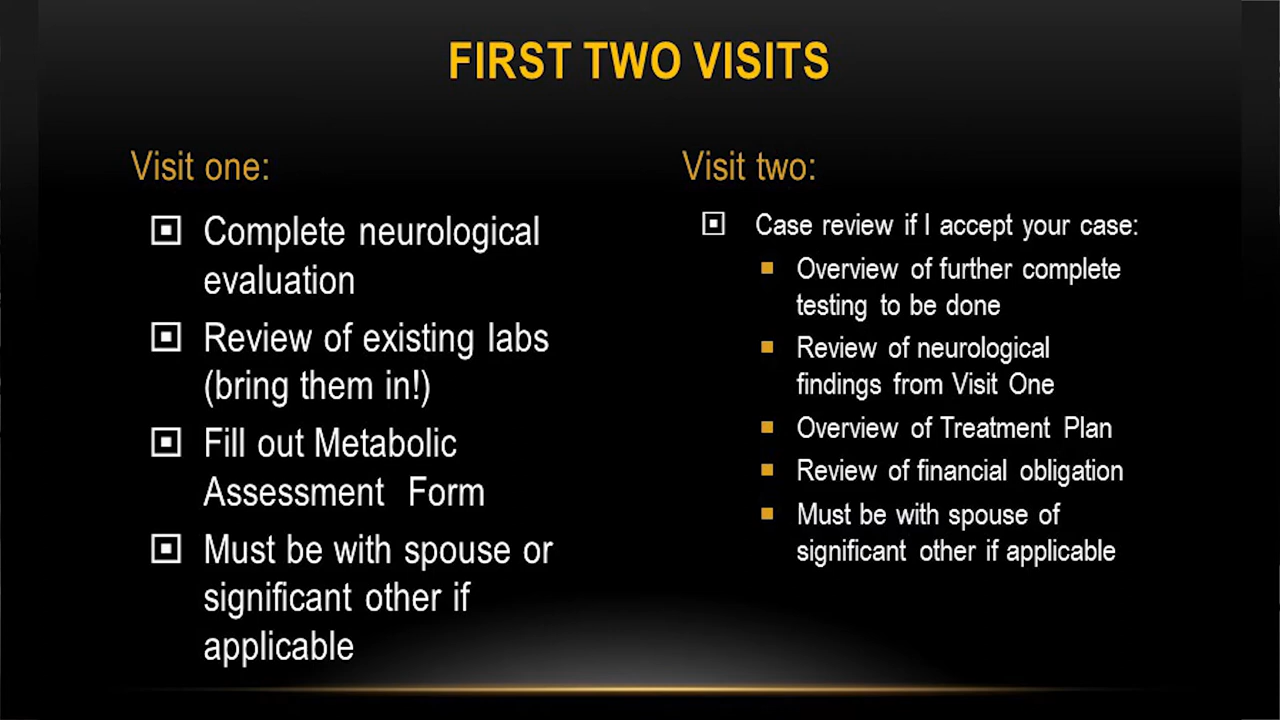 FIRST TWO VISITS
Visit one:
Complete neurological
evaluation
Review of existing labs
(bring them in!)
Fill out Metabolic
Assessment Form
Must be with spouse or
significant other if
applicable
Visit two:
Case review if I accept your case:
Overview of further complete
testing to be done
Review of neurological
findings from Visit One
Overview of Treatment Plan
Review of financial obligation
Must be with spouse of
significant other if applicable